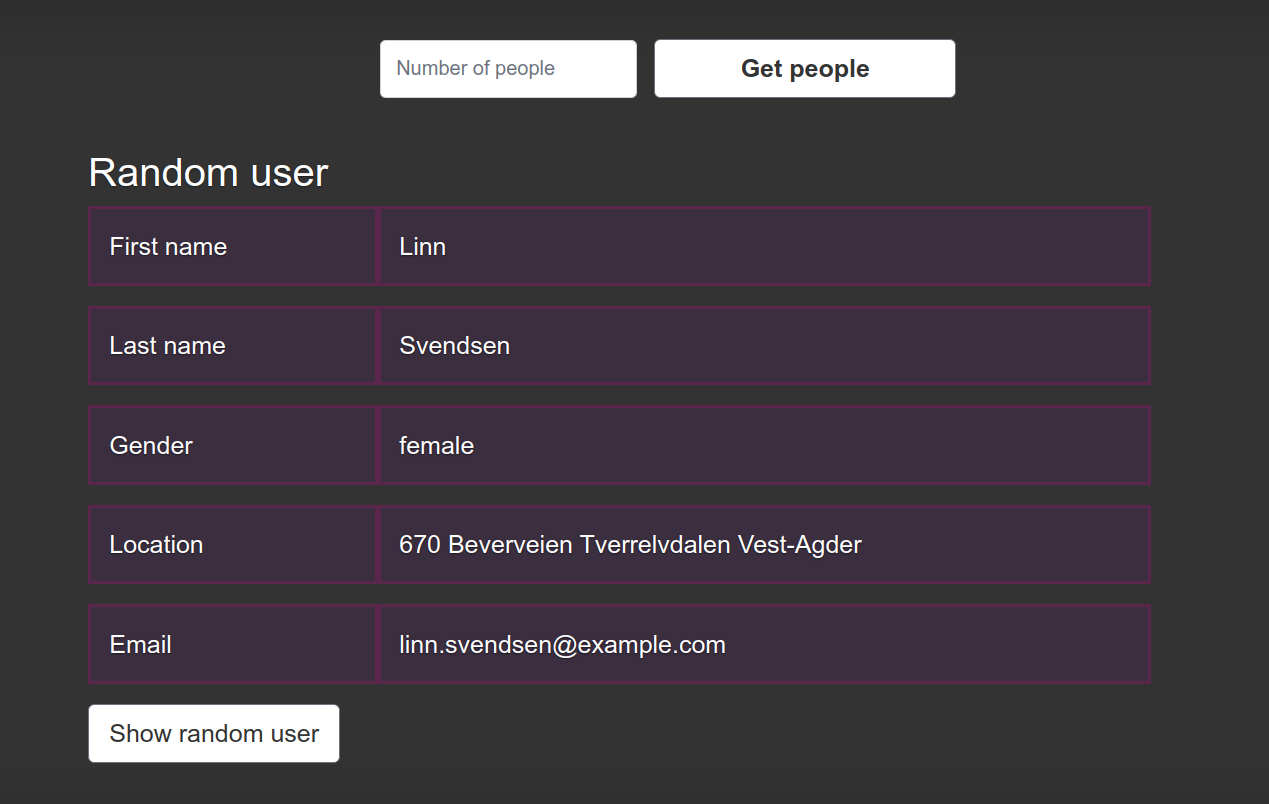 Number of people Get people
Random user
First name Linn
Last name Svendsen
Gender female
Location 670 Beverveien Tverrelvdalen Vest-Agder
Email linn.svendsen@example.com
Show random user